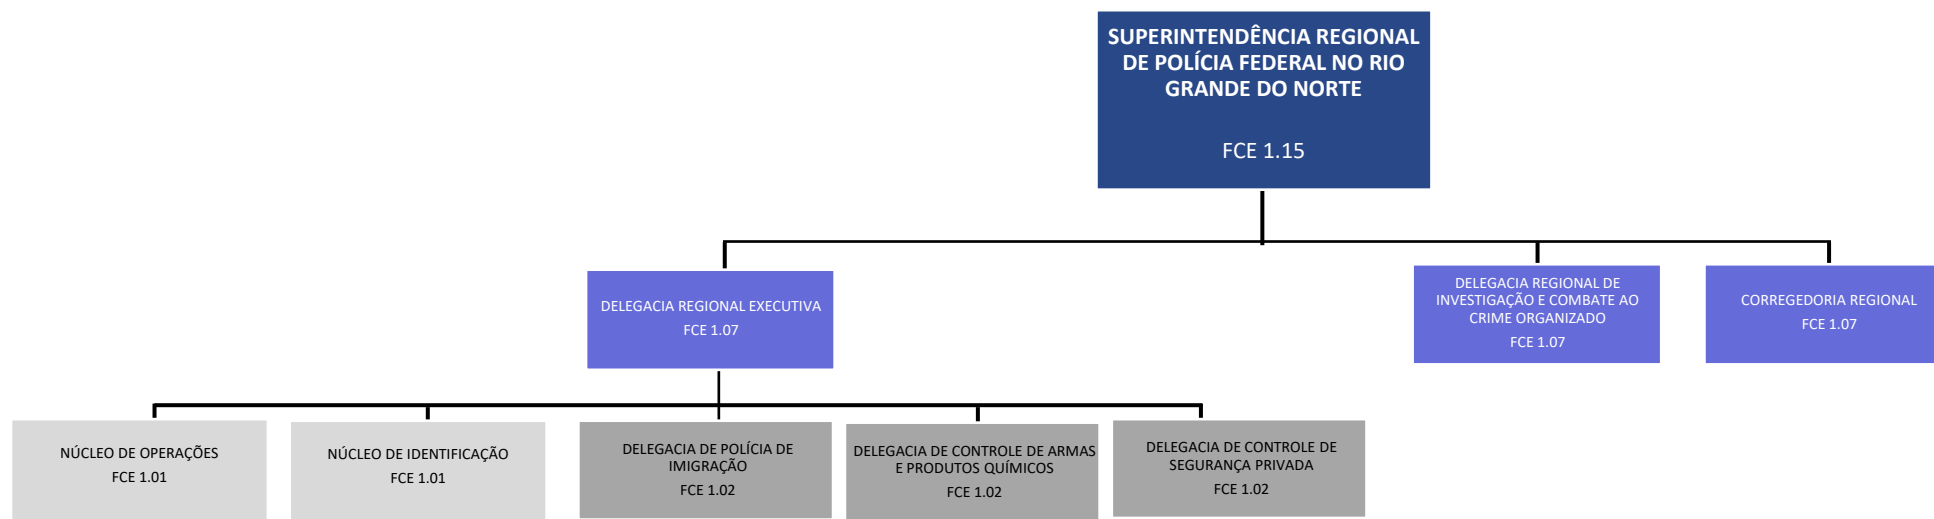 SUPERINTENDÊNCIA REGIONAL
DE POLÍCIA FEDERAL NO RIO
GRANDE DO NORTE
FCE 1.15
DELEGACIA REGIONAL EXECUTIVA
FCE 1.07
DELEGACIA REGIONAL DE
INVESTIGAÇÃO E COMBATE AO
CRIME ORGANIZADO
FCE 1.07
CORREGEDORIA REGIONAL
FCE 1.07
NÚCLEO DE OPERAÇÕES
FCE 1.01
NÚCLEO DE IDENTIFICAÇÃO
FCE 1.01
DELEGACIA DE POLÍCIA DE
IMIGRAÇÃO
FCE 1.02
DELEGACIA DE CONTROLE DE ARMAS
E PRODUTOS QUÍMICOS
FCE 1.02
DELEGACIA DE CONTROLE DE
SEGURANÇA PRIVADA
FCE 1.02